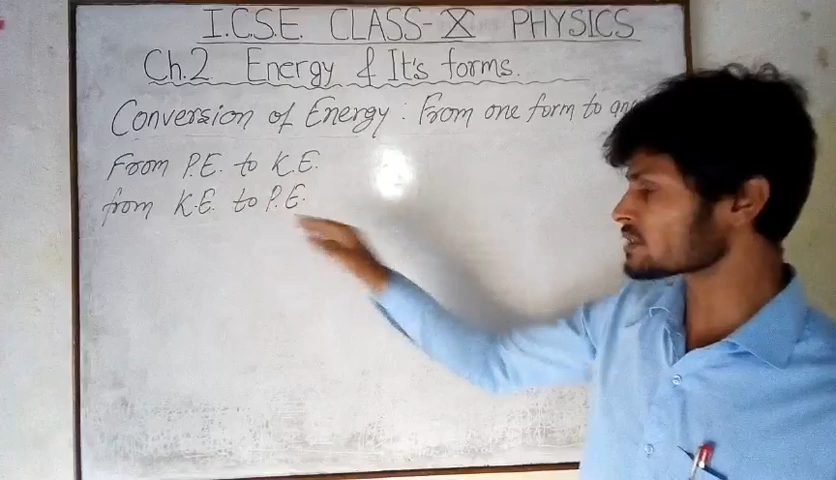 I.C.S.E. CLASS-X PHYSICS
Ch.2 Energy & It's forms.
Conversion of Energy : From one form to
From P.E. to K.E.
from K.E. to P.E.